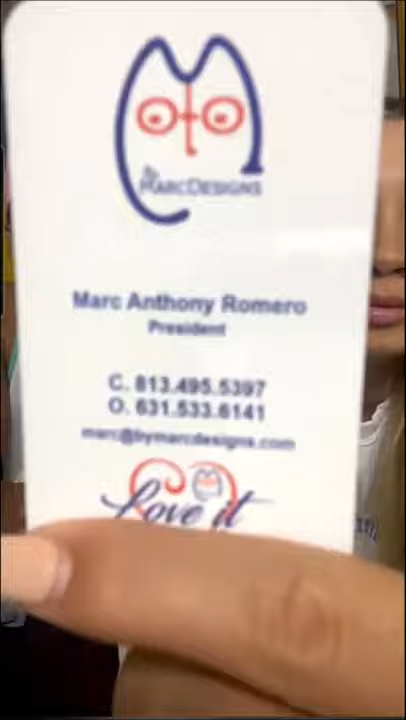 By
MARCDESIGNS
Marc Anthony Romero
President
C. 813.495.5397
O. 631.533.6141
marc@bymarcdesigns.com
Love it